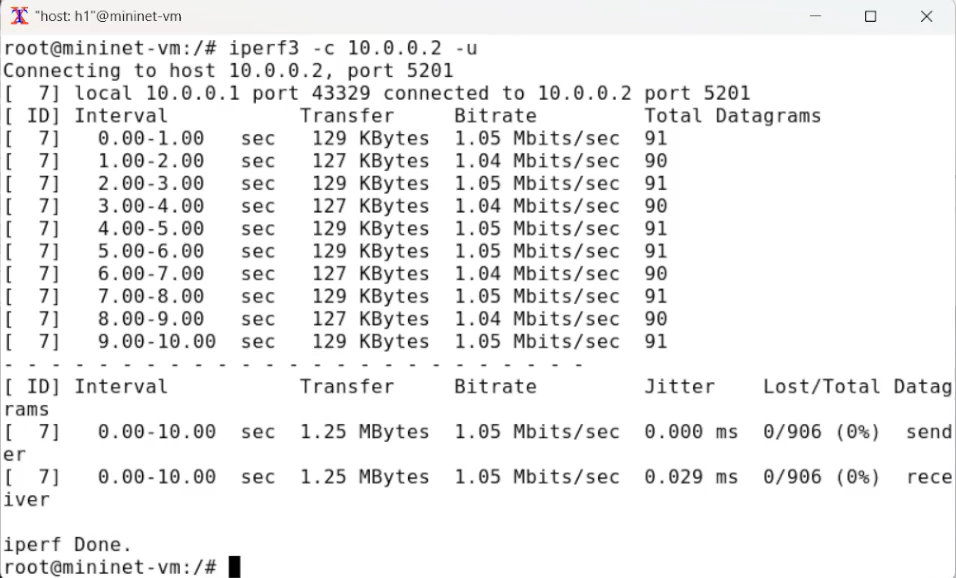 "host: h1"@mininet-vm
root@mininet-vm:/# iperf3 -c 10.0.0.2 -u
Connecting to host 10.0.0.2, port 5201
[  7] local 10.0.0.1 port 43329 connected to 10.0.0.2 port 5201
[ ID] Interval           Transfer     Bitrate         Total Datagrams
[  7]   0.00-1.00   sec   129 KBytes  1.05 Mbits/sec  91
[  7]   1.00-2.00   sec   127 KBytes  1.04 Mbits/sec  90
[  7]   2.00-3.00   sec   129 KBytes  1.05 Mbits/sec  91
[  7]   3.00-4.00   sec   127 KBytes  1.04 Mbits/sec  90
[  7]   4.00-5.00   sec   129 KBytes  1.05 Mbits/sec  91
[  7]   5.00-6.00   sec   129 KBytes  1.05 Mbits/sec  91
[  7]   6.00-7.00   sec   127 KBytes  1.04 Mbits/sec  90
[  7]   7.00-8.00   sec   129 KBytes  1.05 Mbits/sec  91
[  7]   8.00-9.00   sec   127 KBytes  1.04 Mbits/sec  90
[  7]   9.00-10.00  sec   129 KBytes  1.05 Mbits/sec  91
- - - - - - - - - - - - - - - - - - - - - - - - -
[ ID] Interval           Transfer     Bitrate         Jitter    Lost/Total Datag
rams
[  7]   0.00-10.00  sec  1.25 MBytes  1.05 Mbits/sec  0.000 ms  0/906 (0%)  send
er
[  7]   0.00-10.00  sec  1.25 MBytes  1.05 Mbits/sec  0.029 ms  0/906 (0%)  rece
iver
iperf Done.
root@mininet-vm:/#